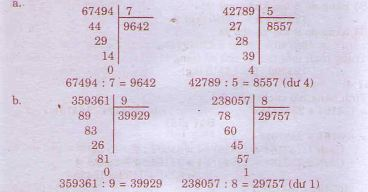 a. 67494 7 42789 5
44 9642 27 8557
29 28
14 39
0 4
67494 : 7 = 9642 42789 : 5 = 8557 (dư 4)
b. 359361 9 238057 8
89 39929 78 29757
83 60
26 45
81 57
0 1
359361 : 9 = 39929 238057 : 8 = 29757 (dư 1)